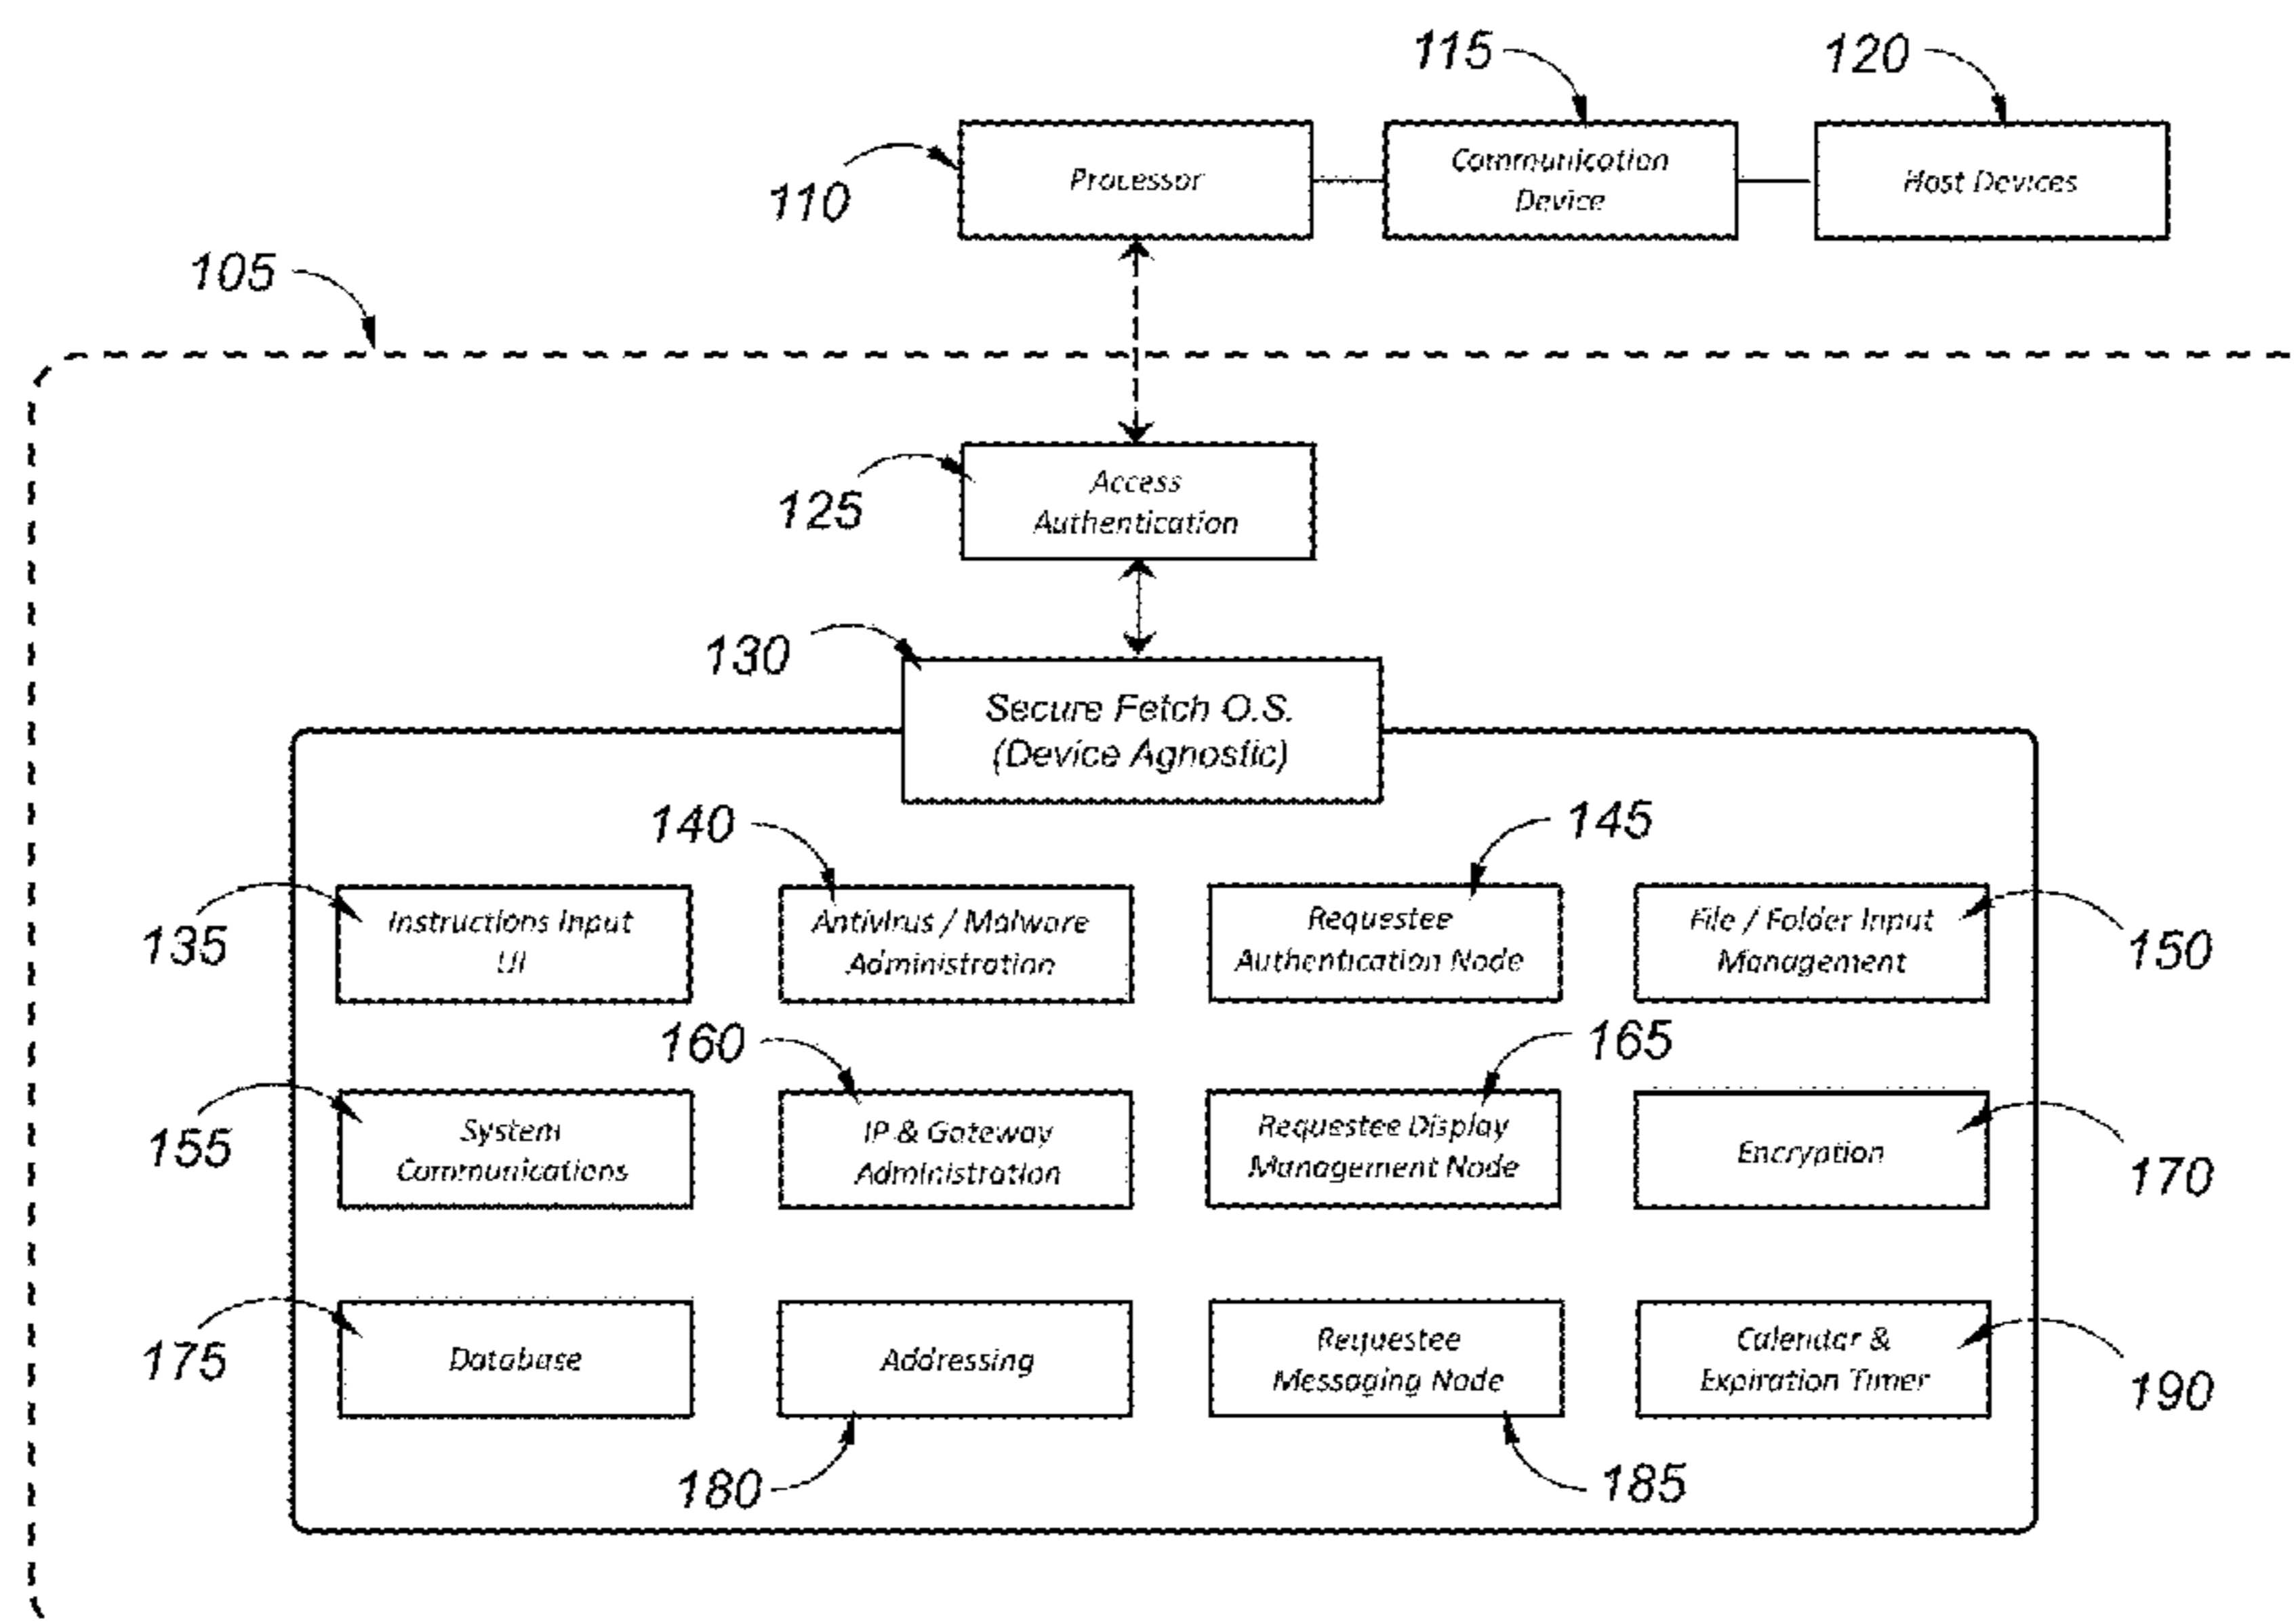 115
120
Processor
Communication
Device
Host Devices
110
105
Access
Authentication
125
130
Secure Fetch O.S.
(Device Agnostic)
140
145
Instructions Input
UI
Antivirus / Malware
Administration
Requestee
Authentication Node
File / Folder Input
Management
135
150
160
165
System
Communications
IP & Gateway
Administration
Requestee Display
Management Node
Encryption
155
170
Database
Addressing
Requestee
Messaging Node
Calendar &
Expiration Timer
175
190
180
185